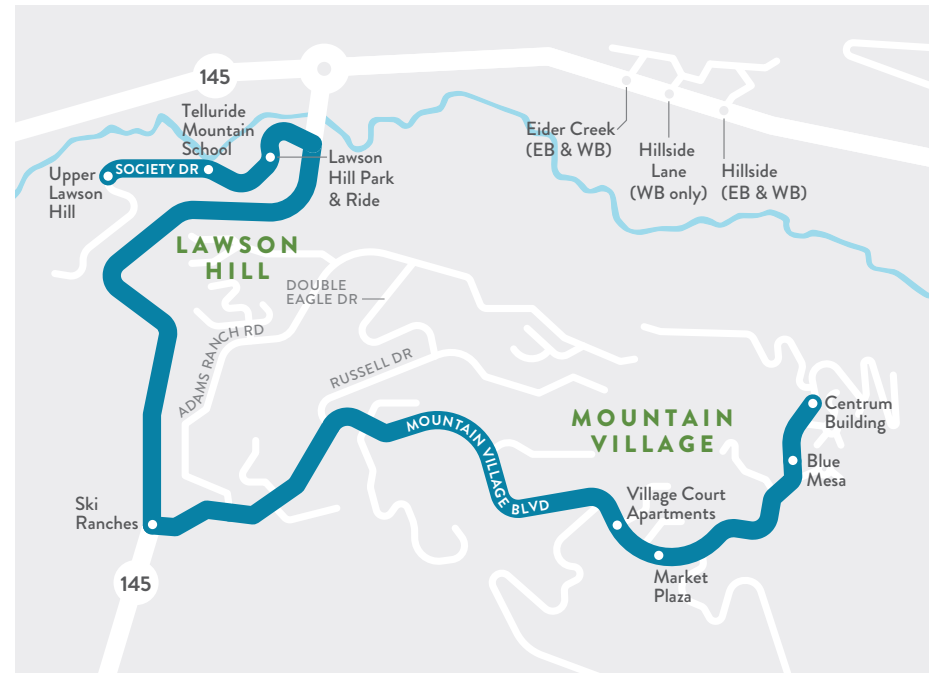 145
Telluride
Mountain
School
Eider Creek
(EB & WB)
Hillside
Lane
(WB only)
Hillside
(EB & WB)
Upper
Lawson
Hill
SOCIETY DR
Lawson
Hill Park
& Ride
LAWSON
HILL
DOUBLE
EAGLE DR
ADAMS RANCH RD
RUSSELL DR
MOUNTAIN VILLAGE BLVD
MOUNTAIN
VILLAGE
Centrum
Building
Blue
Mesa
Village Court
Apartments
Market
Plaza
Ski
Ranches
145